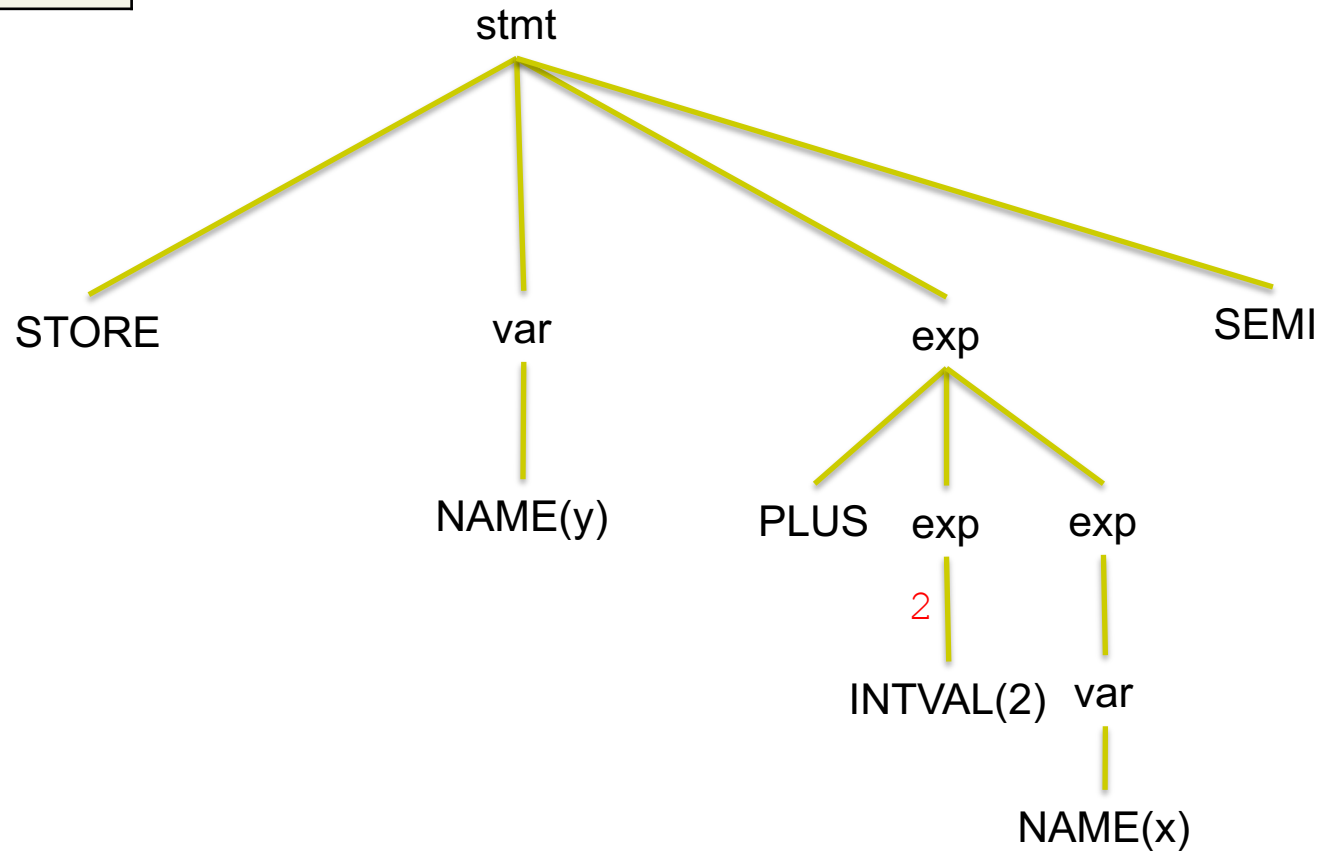 stmt
STORE var exp SEMI
NAME(y) PLUS exp exp
2
INTVAL(2) var
NAME(x)